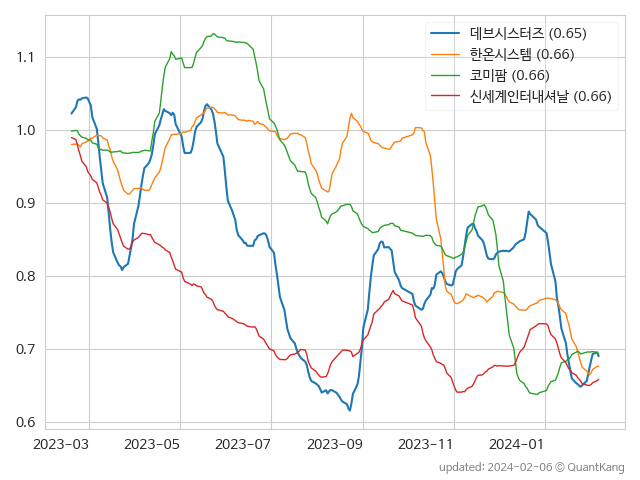 데브시스터즈 (0.65)
한온시스템 (0.66)
코미팜 (0.66)
신세계인터내셔날 (0.66)
1.1
1.0
0.9
0.8
0.7
0.6
2023-03 2023-05 2023-07 2023-09 2023-11 2024-01
updated: 2024-02-06 © QuantKang